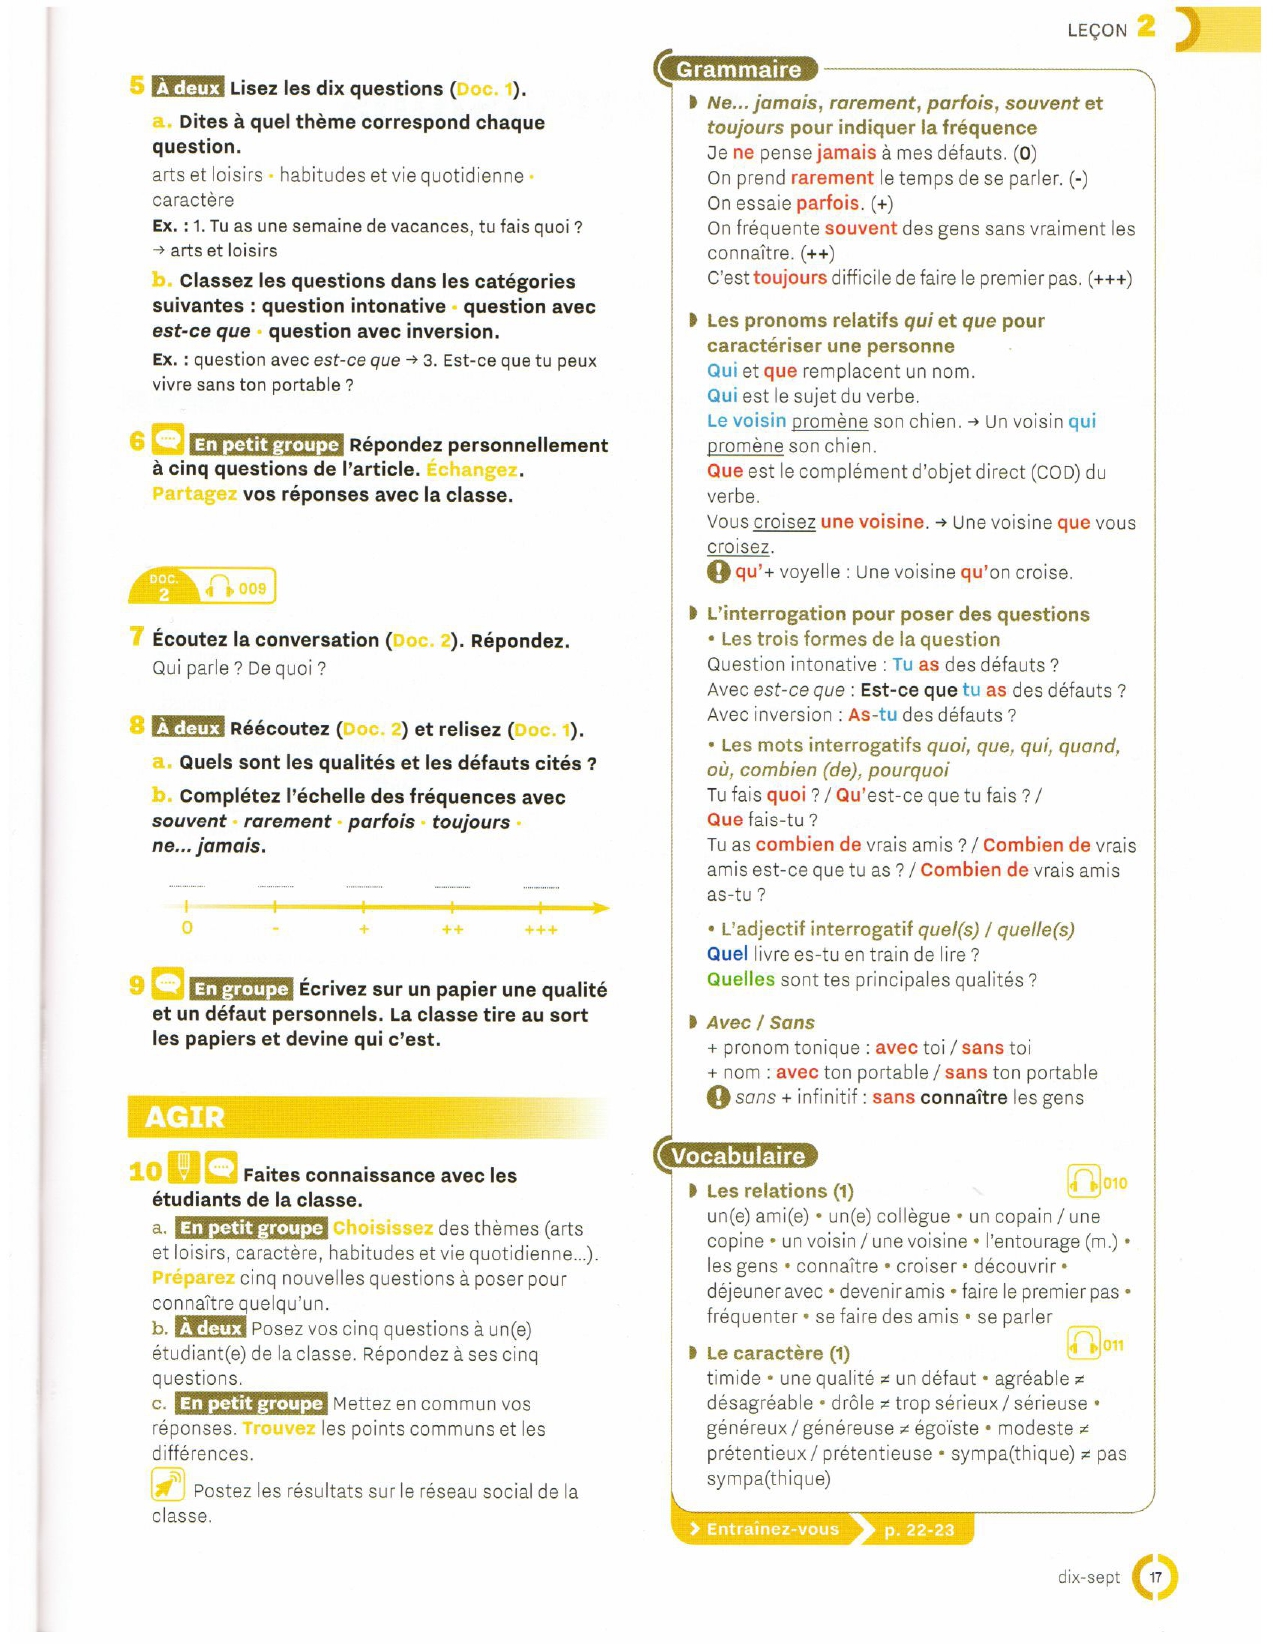 LEÇON 2
5 À deux Lisez les dix questions (Doc. 1).
a. Dites à quel thème correspond chaque
question.
arts et loisirs • habitudes et vie quotidienne •
caractère
Ex. : 1. Tu as une semaine de vacances, tu fais quoi ?
→ arts et loisirs
b. Classez les questions dans les catégories
suivantes : question intonative • question avec
est-ce que • question avec inversion.
Ex. : question avec est-ce que → 3. Est-ce que tu peux
vivre sans ton portable ?
6 En petit groupe Répondez personnellement
à cinq questions de l'article. Échangez.
Partagez vos réponses avec la classe.
DOC. 2 009
7 Écoutez la conversation (Doc. 2). Répondez.
Qui parle ? De quoi ?
8 À deux Réécoutez (Doc. 2) et relisez (Doc. 1).
a. Quels sont les qualités et les défauts cités ?
b. Complétez l'échelle des fréquences avec
souvent • rarement • parfois • toujours •
ne... jamais.
0 - + ++ +++
9 En groupe Écrivez sur un papier une qualité
et un défaut personnels. La classe tire au sort
les papiers et devine qui c'est.
AGIR
10 Faites connaissance avec les
étudiants de la classe.
a. En petit groupe Choisissez des thèmes (arts
et loisirs, caractère, habitudes et vie quotidienne...).
Préparez cinq nouvelles questions à poser pour
connaître quelqu'un.
b. À deux Posez vos cinq questions à un(e)
étudiant(e) de la classe. Répondez à ses cinq
questions.
c. En petit groupe Mettez en commun vos
réponses. Trouvez les points communs et les
différences.
Postez les résultats sur le réseau social de la
classe.
Grammaire
Ne... jamais, rarement, parfois, souvent et
toujours pour indiquer la fréquence
Je ne pense jamais à mes défauts. (0)
On prend rarement le temps de se parler. (-)
On essaie parfois. (+)
On fréquente souvent des gens sans vraiment les
connaître. (++)
C'est toujours difficile de faire le premier pas. (+++)
Les pronoms relatifs qui et que pour
caractériser une personne
Qui et que remplacent un nom.
Qui est le sujet du verbe.
Le voisin promène son chien. → Un voisin qui
promène son chien.
Que est le complément d'objet direct (COD) du
verbe.
Vous croisez une voisine. → Une voisine que vous
croisez.
! qu'+ voyelle : Une voisine qu'on croise.
L'interrogation pour poser des questions
• Les trois formes de la question
Question intonative : Tu as des défauts ?
Avec est-ce que : Est-ce que tu as des défauts ?
Avec inversion : As-tu des défauts ?
• Les mots interrogatifs quoi, que, qui, quand,
où, combien (de), pourquoi
Tu fais quoi ? / Qu'est-ce que tu fais ? /
Que fais-tu ?
Tu as combien de vrais amis ? / Combien de vrais
amis est-ce que tu as ? / Combien de vrais amis
as-tu ?
• L'adjectif interrogatif quel(s) / quelle(s)
Quel livre es-tu en train de lire ?
Quelles sont tes principales qualités ?
Avec / Sans
+ pronom tonique : avec toi / sans toi
+ nom : avec ton portable / sans ton portable
! sans + infinitif : sans connaître les gens
Vocabulaire
Les relations (1) 010
un(e) ami(e) • un(e) collègue • un copain / une
copine • un voisin / une voisine • l'entourage (m.) •
les gens • connaître • croiser • découvrir •
déjeuner avec • devenir amis • faire le premier pas •
fréquenter • se faire des amis • se parler
Le caractère (1) 011
timide • une qualité ≠ un défaut • agréable ≠
désagréable • drôle ≠ trop sérieux / sérieuse •
généreux / généreuse ≠ égoïste • modeste ≠
prétentieux / prétentieuse • sympa(thique) ≠ pas
sympa(thique)
> Entraînez-vous > p. 22-23
dix-sept 17